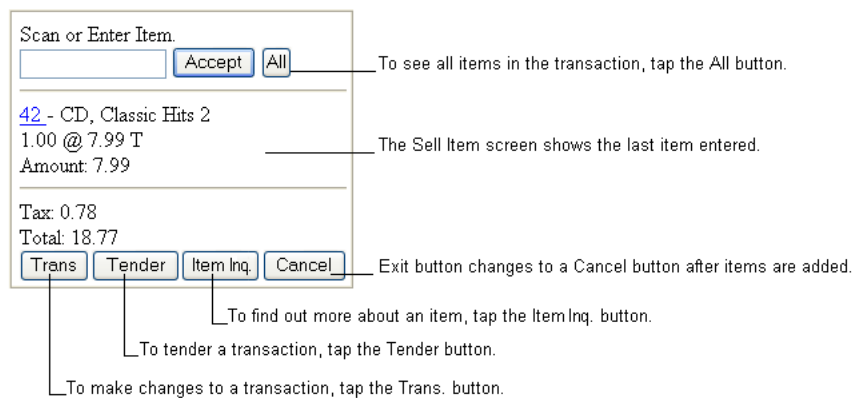 Scan or Enter Item.
Accept All
To see all items in the transaction, tap the All button.
42 - CD, Classic Hits 2
1.00 @ 7.99 T
The Sell Item screen shows the last item entered.
Amount: 7.99
Tax: 0.78
Total: 18.77
Trans Tender Item Inq. Cancel
Exit button changes to a Cancel button after items are added.
To find out more about an item, tap the Item Inq. button.
To tender a transaction, tap the Tender button.
To make changes to a transaction, tap the Trans. button.